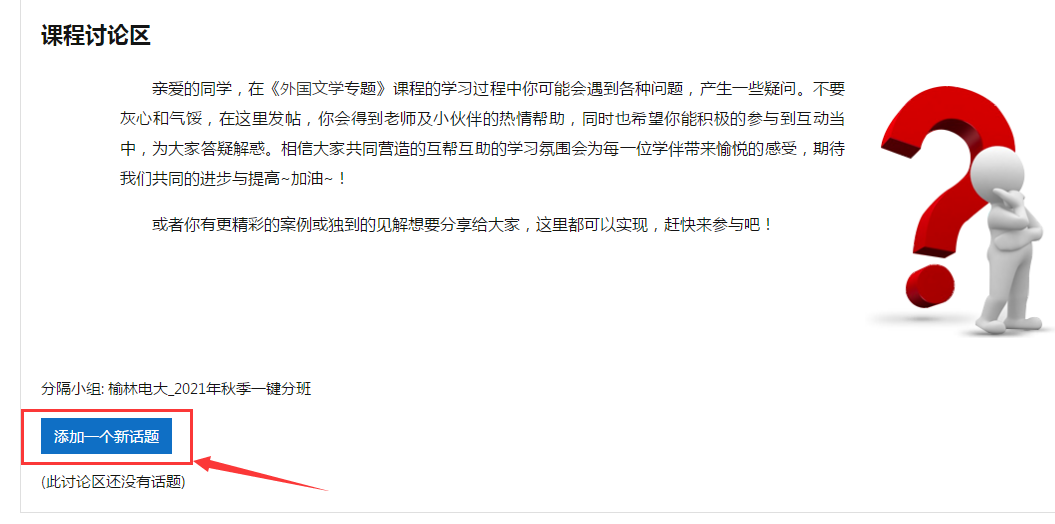 课程讨论区
亲爱的同学，在《外国文学专题》课程的学习过程中你可能会遇到各种问题，产生一些疑问。不要
灰心和气馁，在这里发帖，你会得到老师及小伙伴的热情帮助，同时也希望你能积极的参与到互动当
中，为大家答疑解惑。相信大家共同营造的互帮互助的学习氛围会为每一位学伴带来愉悦的感受，期待
我们共同的进步与提高~加油~！
或者你有更精彩的案例或独到的见解想要分享给大家，这里都可以实现，赶快来参与吧！
分隔小组: 榆林电大_2021年秋季一键分班
添加一个新话题
(此讨论区还没有话题)